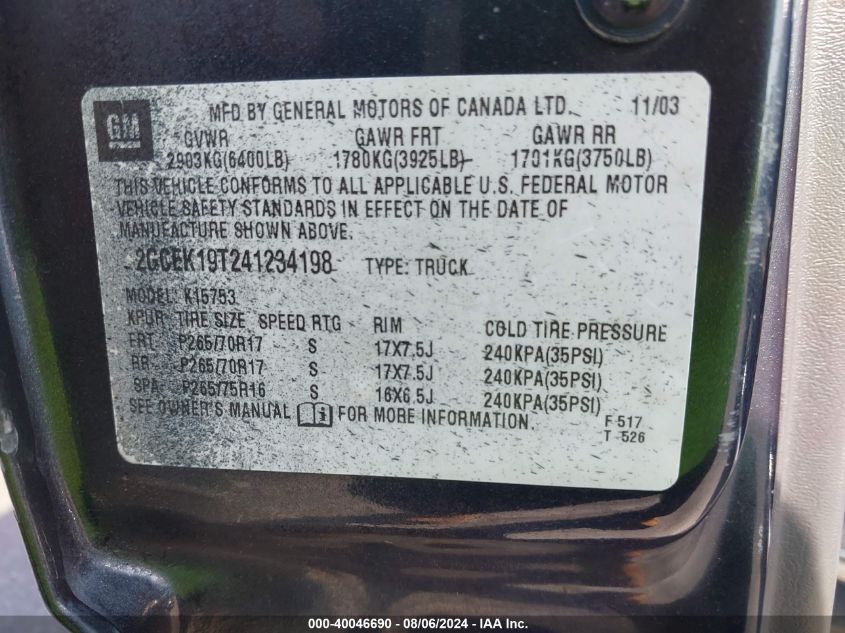 GM MFD BY GENERAL MOTORS OF CANADA LTD. 11/03
GVWR GAWR FRT GAWR RR
2903KG(6400LB) 1780KG(3925LB) 1701KG(3750LB)
THIS VEHICLE CONFORMS TO ALL APPLICABLE U.S. FEDERAL MOTOR
VEHICLE SAFETY STANDARDS IN EFFECT ON THE DATE OF
MANUFACTURE SHOWN ABOVE.
2GCEK19T241234198 TYPE: TRUCK
MODEL: K15753
KPUR TIRE SIZE SPEED RTG RIM COLD TIRE PRESSURE
FRT P265/70R17 S 17X7.5J 240KPA(35PSI)
RR P265/70R17 S 17X7.5J 240KPA(35PSI)
SPA P265/75R16 S 16X6.5J 240KPA(35PSI)
SEE OWNER'S MANUAL FOR MORE INFORMATION.
F 517
T 526
000-40046690 - 08/06/2024 - IAA Inc.